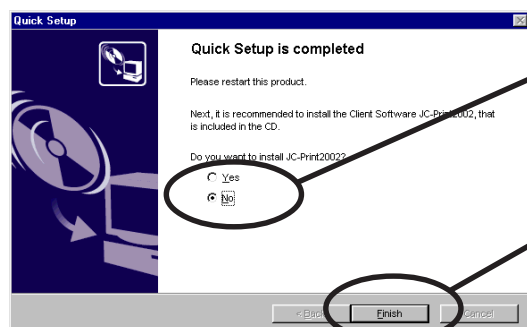 Quick Setup
Quick Setup is completed
Please restart this product.
Next, it is recommended to install the Client Software JC-Print2002, that
is included in the CD.
Do you want to install JC-Print2002?
Yes
No
< Back
Finish
Cancel